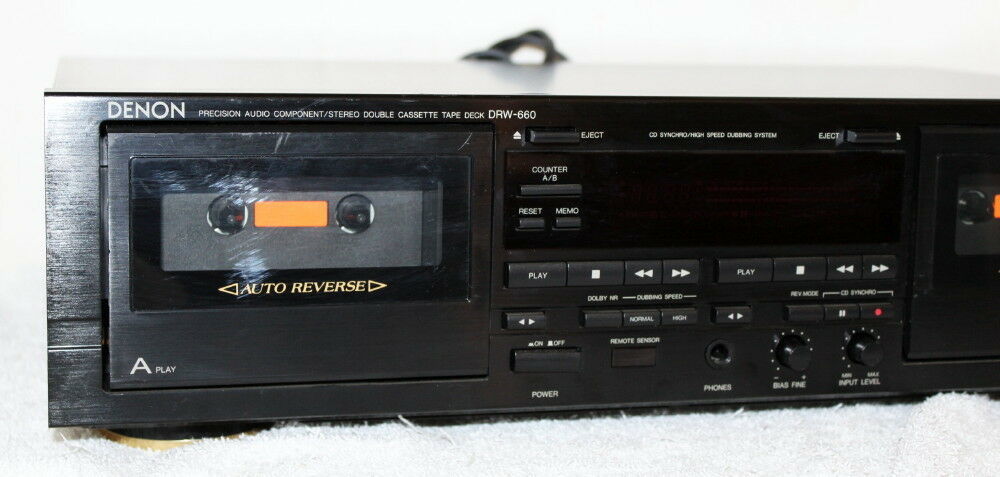 DENON PRECISION AUDIO COMPONENT/STEREO DOUBLE CASSETTE TAPE DECK DRW-660
EJECT CD SYNCHRO/HIGH SPEED DUBBING SYSTEM EJECT
COUNTER
A/B
RESET MEMO
PLAY PLAY
AUTO REVERSE
DOLBY NR DUBBING SPEED REV.MODE CD SYNCHRO
NORMAL HIGH
ON OFF REMOTE SENSOR
A PLAY
POWER PHONES BIAS FINE
MIN MAX
INPUT LEVEL